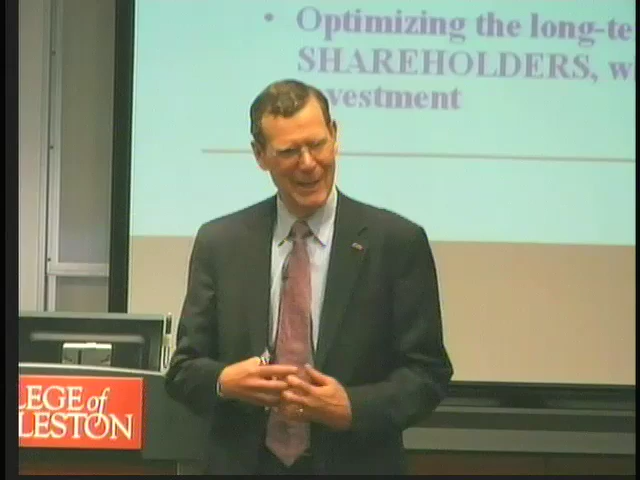 • Optimizing the long-te
SHAREHOLDERS, w
vestment
LEGE of
LESTON